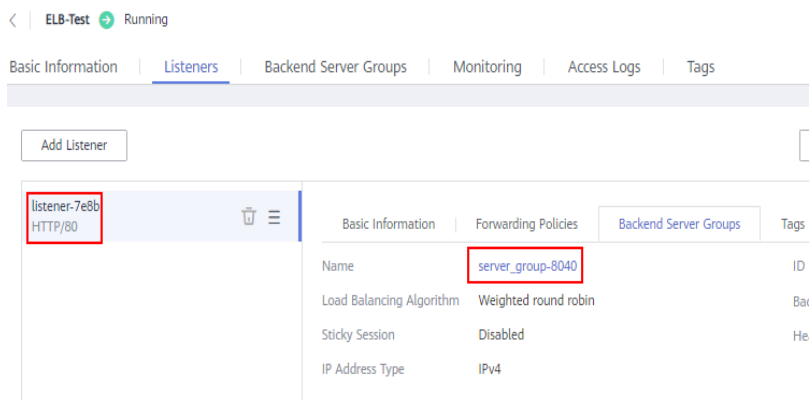 ELB-Test Running
Basic Information Listeners Backend Server Groups Monitoring Access Logs Tags
Add Listener
listener-7e8b
HTTP/80
Basic Information Forwarding Policies Backend Server Groups Tags
Name server_group-8040 ID
Load Balancing Algorithm Weighted round robin Bac
Sticky Session Disabled He
IP Address Type IPv4